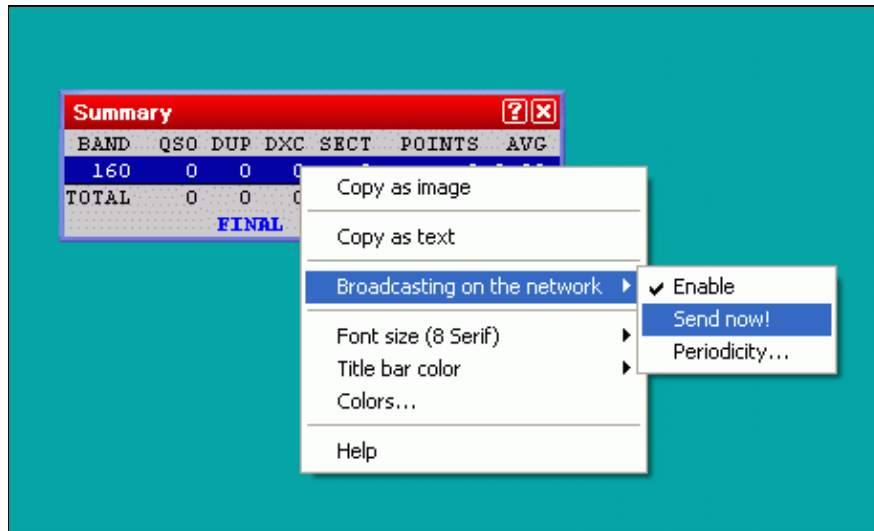 Summary
BAND QSO DUP DXC SECT POINTS AVG
160 0 0
TOTAL 0 0
FINAL
Copy as image
Copy as text
Broadcasting on the network
Enable
Send now!
Periodicity...
Font size (8 Serif)
Title bar color
Colors...
Help